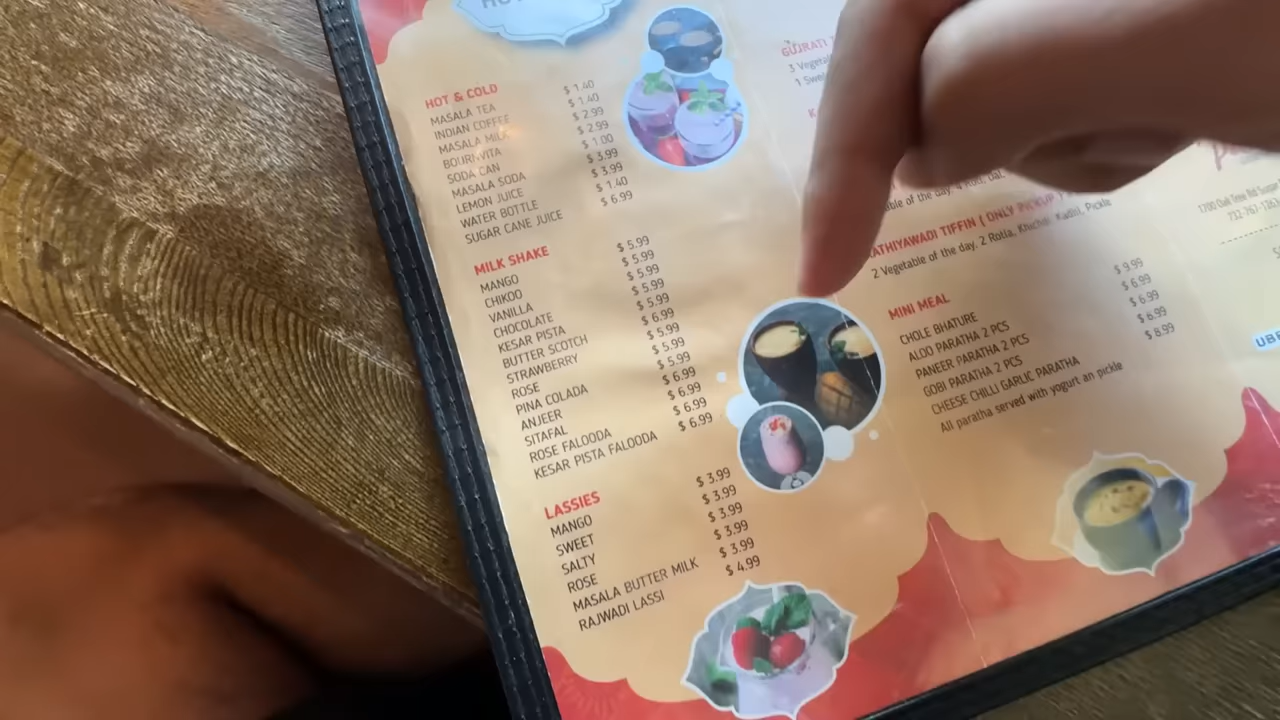 HOT & COLD
MASALA TEA $ 1.40
INDIAN COFFEE $ 1.40
MASALA MILK $ 2.99
BOURNVITA $ 2.99
SODA CAN $ 1.00
MASALA SODA $ 3.99
LEMON JUICE $ 3.99
WATER BOTTLE $ 1.40
SUGAR CANE JUICE $ 6.99
MILK SHAKE
MANGO $ 5.99
CHIKOO $ 5.99
VANILLA $ 5.99
CHOCOLATE $ 5.99
KESAR PISTA $ 5.99
BUTTER SCOTCH $ 6.99
STRAWBERRY $ 5.99
ROSE $ 5.99
PINA COLADA $ 5.99
ANJEER $ 6.99
SITAFAL $ 6.99
ROSE FALOODA $ 6.99
KESAR PISTA FALOODA $ 6.99
LASSIES
MANGO $ 3.99
SWEET $ 3.99
SALTY $ 3.99
ROSE $ 3.99
MASALA BUTTER MILK $ 3.99
RAJWADI LASSI $ 4.99
GUJRATI
3
1
of the day. 4 Roti, Dal,
ATHIYAWADI TIFFIN ( ONLY PICKUP )
2 Vegetable of the day. 2 Rotla, Khichdi, Kadhi, Pickle
MINI MEAL
CHOLE BHATURE $ 9.99
ALOO PARATHA 2 PCS $ 6.99
PANEER PARATHA 2 PCS $ 6.99
GOBI PARATHA 2 PCS $ 6.99
CHEESE CHILLI GARLIC PARATHA $ 8.99
All paratha served with yogurt an pickle
1700 Oak Tree Rd
UBE